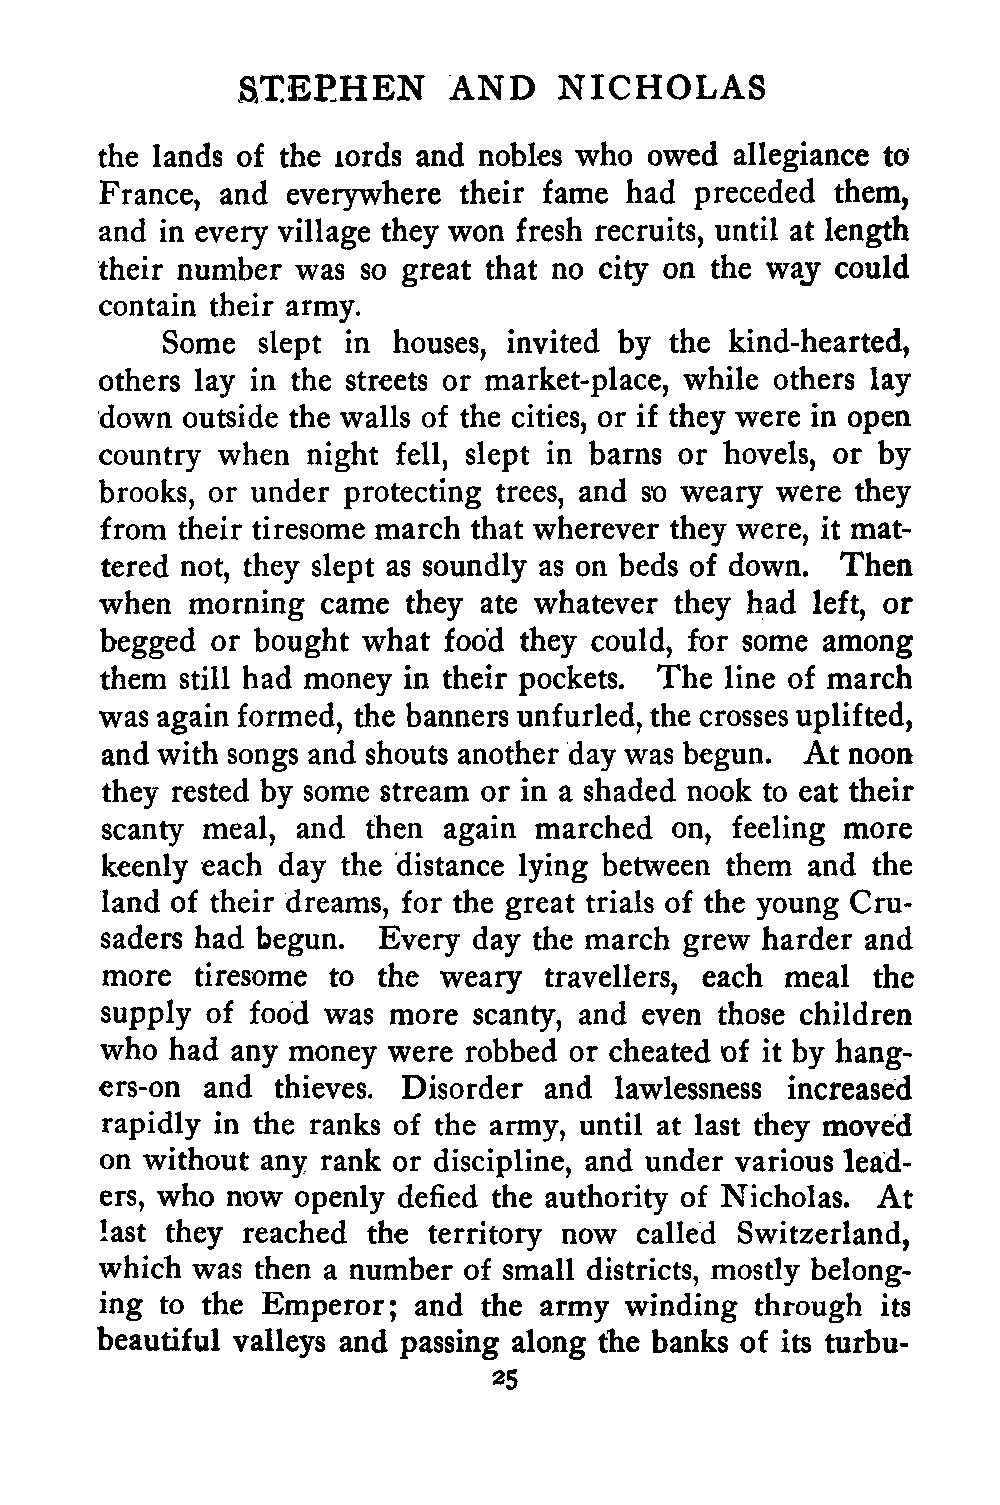 STEPHEN AND NICHOLAS
the lands of the lords and nobles who owed allegiance to
France, and everywhere their fame had preceded them,
and in every village they won fresh recruits, until at length
their number was so great that no city on the way could
contain their army.
Some slept in houses, invited by the kind-hearted,
others lay in the streets or market-place, while others lay
down outside the walls of the cities, or if they were in open
country when night fell, slept in barns or hovels, or by
brooks, or under protecting trees, and so weary were they
from their tiresome march that wherever they were, it mat-
tered not, they slept as soundly as on beds of down. Then
when morning came they ate whatever they had left, or
begged or bought what food they could, for some among
them still had money in their pockets. The line of march
was again formed, the banners unfurled, the crosses uplifted,
and with songs and shouts another day was begun. At noon
they rested by some stream or in a shaded nook to eat their
scanty meal, and then again marched on, feeling more
keenly each day the distance lying between them and the
land of their dreams, for the great trials of the young Cru-
saders had begun. Every day the march grew harder and
more tiresome to the weary travellers, each meal the
supply of food was more scanty, and even those children
who had any money were robbed or cheated of it by hang-
ers-on and thieves. Disorder and lawlessness increased
rapidly in the ranks of the army, until at last they moved
on without any rank or discipline, and under various lead-
ers, who now openly defied the authority of Nicholas. At
last they reached the territory now called Switzerland,
which was then a number of small districts, mostly belong-
ing to the Emperor; and the army winding through its
beautiful valleys and passing along the banks of its turbu-
25